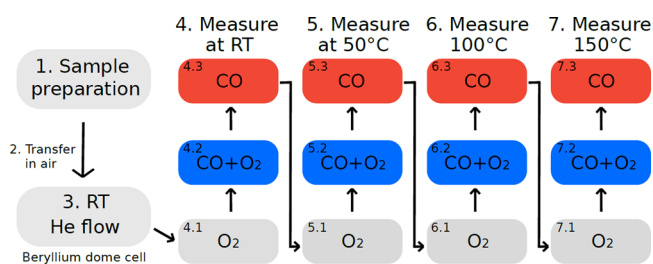 1. Sample
preparation
2. Transfer
in air
3. RT
He flow
Beryllium dome cell
4. Measure
at RT
4.3
CO
4.2
CO+O₂
4.1
O₂
5. Measure
at 50°C
5.3
CO
5.2
CO+O₂
5.1
O₂
6. Measure
100°C
6.3
CO
6.2
CO+O₂
6.1
O₂
7. Measure
150°C
7.3
CO
7.2
CO+O₂
7.1
O₂